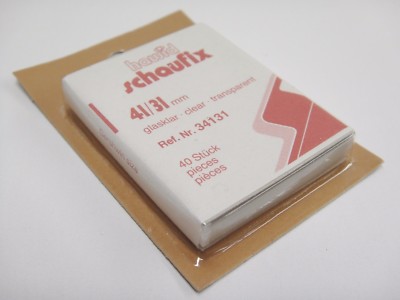 hawid
schaufix
41/31 mm
glasklar · clear · transparent
Ref. Nr. 34131
40 Stück
pieces
pièces